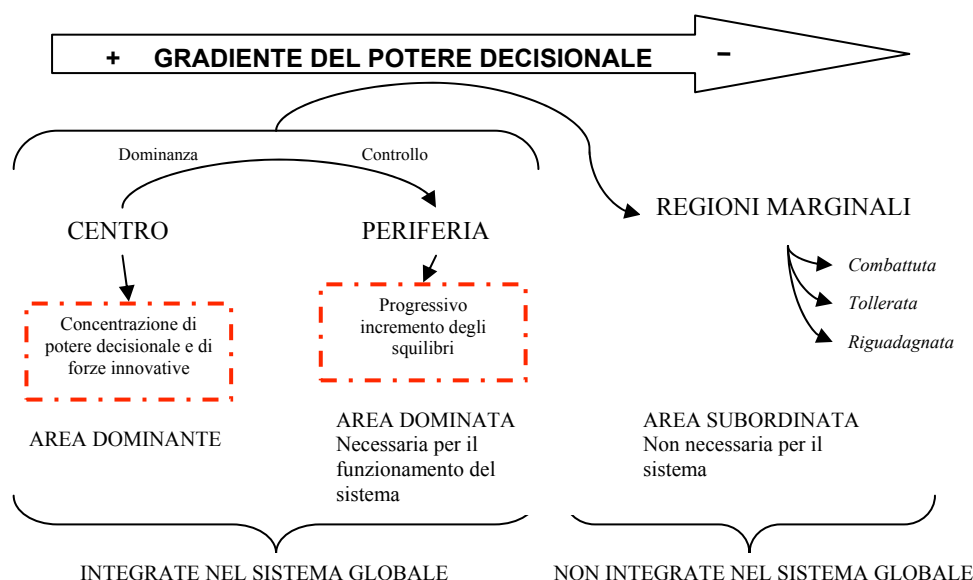 + GRADIENTE DEL POTERE DECISIONALE -
Dominanza
Controllo
CENTRO
PERIFERIA
REGIONI MARGINALI
Combattuta
Tollerata
Riguadagnata
Concentrazione di
potere decisionale e di
forze innovative
Progressivo
incremento degli
squilibri
AREA DOMINANTE
AREA DOMINATA
Necessaria per il
funzionamento del
sistema
AREA SUBORDINATA
Non necessaria per il
sistema
INTEGRATE NEL SISTEMA GLOBALE
NON INTEGRATE NEL SISTEMA GLOBALE